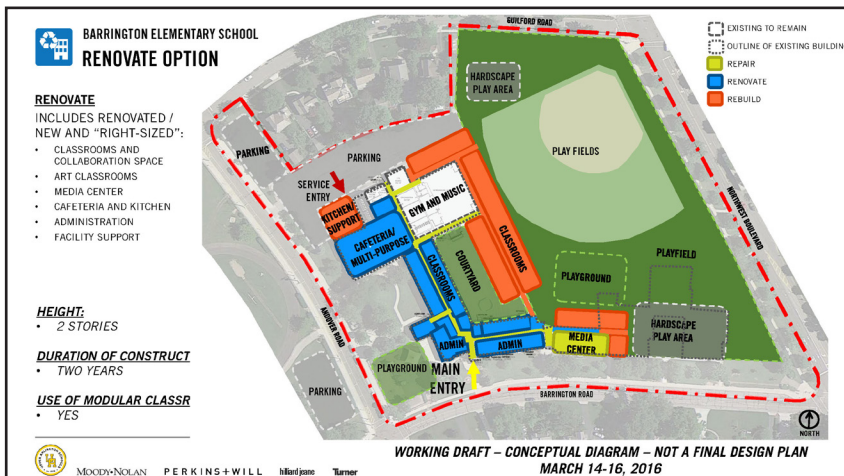 BARRINGTON ELEMENTARY SCHOOL
RENOVATE OPTION
RENOVATE
INCLUDES RENOVATED /
NEW AND “RIGHT-SIZED”:
• CLASSROOMS AND
COLLABORATION SPACE
• ART CLASSROOMS
• MEDIA CENTER
• CAFETERIA AND KITCHEN
• ADMINISTRATION
• FACILITY SUPPORT
HEIGHT:
• 2 STORIES
DURATION OF CONSTRUCT
• TWO YEARS
USE OF MODULAR CLASSR
• YES
MOODY•NOLAN
PERKINS+WILL
hilliard jeane
Turner
GUILFORD ROAD
HARDSCAPE
PLAY AREA
PLAY FIELDS
PARKING
PARKING
SERVICE
ENTRY
KITCHEN/
SUPPORT
GYM AND MUSIC
CAFETERIA/
MULTI-PURPOSE
CLASSROOMS
COURTYARD
CLASSROOMS
NORTHWEST BOULEVARD
PLAYFIELD
PLAYGROUND
HARDSCAPE
PLAY AREA
ANDOVER ROAD
ADMIN
ADMIN
MEDIA
CENTER
PLAYGROUND
MAIN
ENTRY
PARKING
BARRINGTON ROAD
EXISTING TO REMAIN
OUTLINE OF EXISTING BUILDIN
REPAIR
RENOVATE
REBUILD
NORTH
WORKING DRAFT – CONCEPTUAL DIAGRAM – NOT A FINAL DESIGN PLAN
MARCH 14-16, 2016